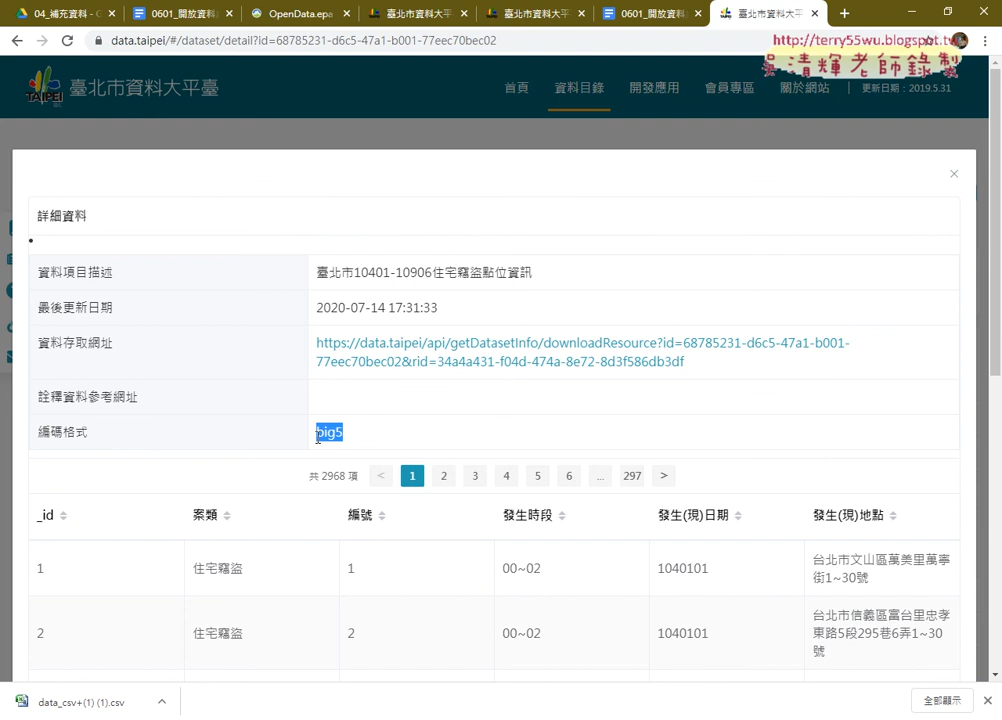 04_補充資料 - G
0601_開放資料
OpenData.epa
臺北市資料大平
臺北市資料大平
0601_開放資料
臺北市資料大平
data.taipei/#/dataset/detail?id=68785231-d6c5-47a1-b001-77eec70bec02
http://terry55wu.blogspot.tw
吳清輝老師錄製
TAIPEI
臺北市資料大平臺
首頁
資料目錄
開發應用
會員專區
關於網站
更新日期：2019.5.31
詳細資料
資料項目描述
臺北市10401-10906住宅竊盜點位資訊
最後更新日期
2020-07-14 17:31:33
資料存取網址
https://data.taipei/api/getDatasetInfo/downloadResource?id=68785231-d6c5-47a1-b001-
77eec70bec02&rid=34a4a431-f04d-474a-8e72-8d3f586db3df
詮釋資料參考網址
編碼格式
big5
共 2968 項 < 1 2 3 4 5 6 ... 297 >
_id 案類 編號 發生時段 發生(現)日期 發生(現)地點
1 住宅竊盜 1 00~02 1040101 台北市文山區萬美里萬寧
街1~30號
2 住宅竊盜 2 00~02 1040101 台北市信義區富台里忠孝
東路5段295巷6弄1~30
號
data_csv+(1) (1).csv
全部顯示